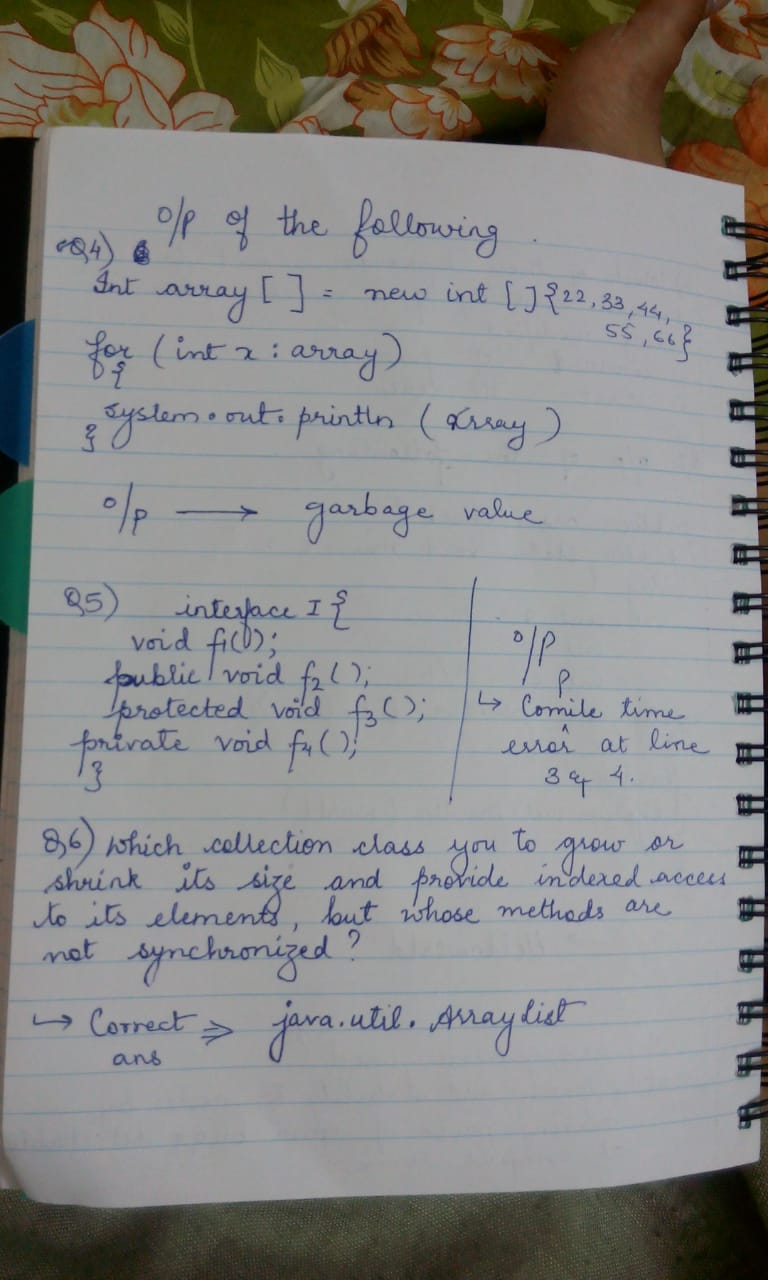 O/P of the following.
Q4)
Int array [ ] = new int [ ] {22, 33, 44,
55, 66}
for (int x : array)
{
System.out.println (array)
}
O/P → garbage value
Q5) interface I {
void f1();
public void f2();
protected void f3();
private void f4();
}
O/P
↳ Compile time
error at line
3 & 4.
Q6) Which collection class you to grow or
shrink its size and provide indexed access
to its elements, but whose methods are
not synchronized?
↳ Correct ⇒ java.util.Arraylist
ans